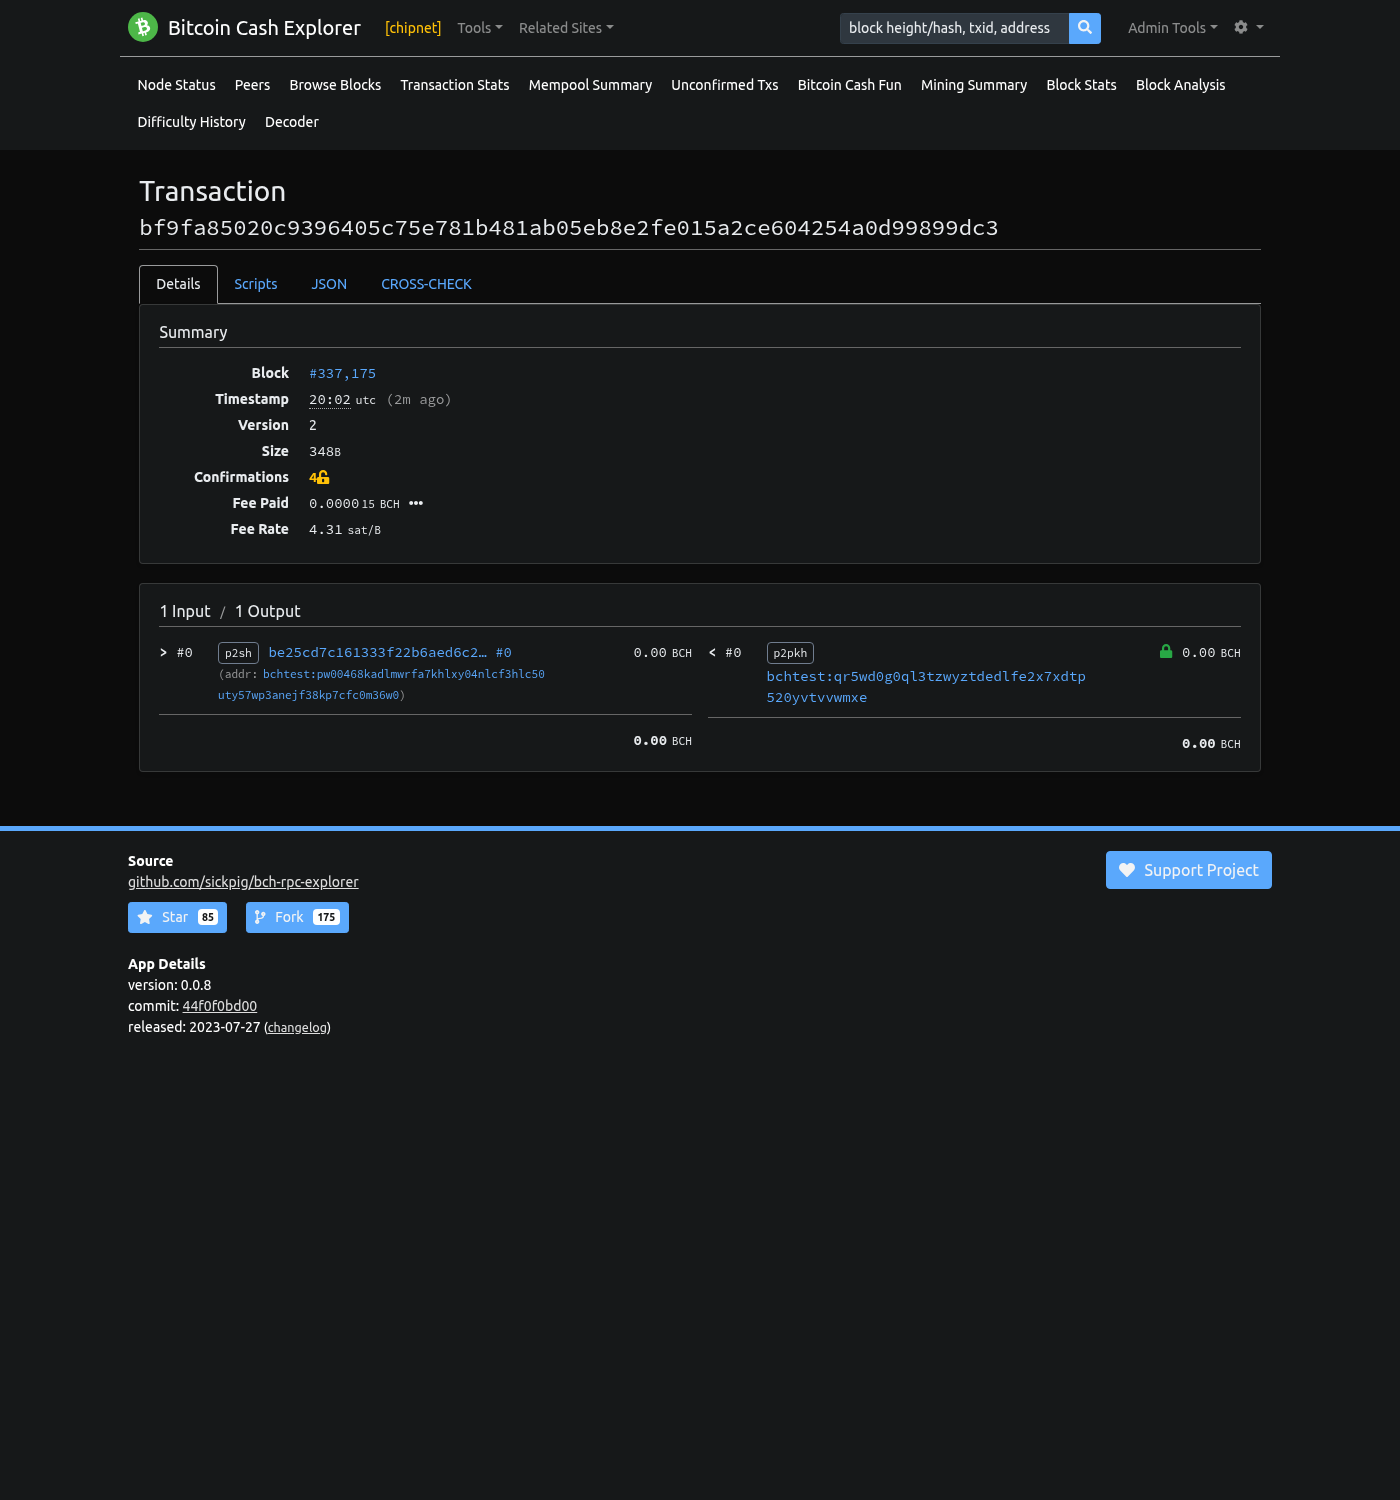 Bitcoin Cash Explorer [chipnet] Tools Related Sites block height/hash, txid, address Admin Tools
Node Status Peers Browse Blocks Transaction Stats Mempool Summary Unconfirmed Txs Bitcoin Cash Fun Mining Summary Block Stats Block Analysis
Difficulty History Decoder
Transaction
bf9fa85020c9396405c75e781b481ab05eb8e2fe015a2ce604254a0d99899dc3
Details Scripts JSON CROSS-CHECK
Summary
Block #337,175
Timestamp 20:02 utc (2m ago)
Version 2
Size 348B
Confirmations 4
Fee Paid 0.0000 15 BCH •••
Fee Rate 4.31 sat/B
1 Input / 1 Output
> #0 p2sh be25cd7c161333f22b6aed6c2… #0 0.00 BCH
(addr: bchtest:pw00468kadlmwrfa7khlxy04nlcf3hlc50
uty57wp3anejf38kp7cfc0m36w0)
0.00 BCH
< #0 p2pkh 0.00 BCH
bchtest:qr5wd0g0ql3tzwyztdedlfe2x7xdtp
520yvtvvwmxe
0.00 BCH
Source
github.com/sickpig/bch-rpc-explorer
Star 85 Fork 175
Support Project
App Details
version: 0.0.8
commit: 44f0f0bd00
released: 2023-07-27 (changelog)